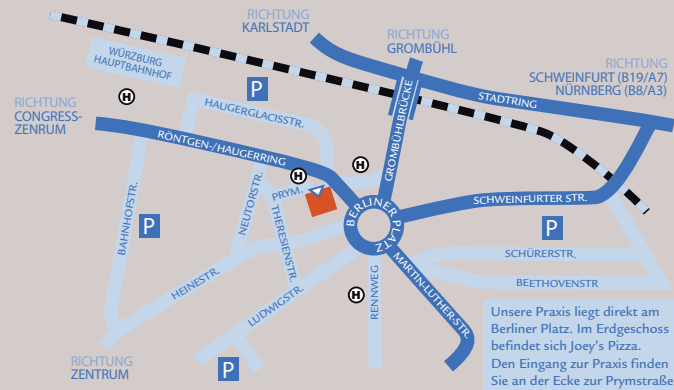 RICHTUNG
KARLSTADT
RICHTUNG
GROMBÜHL
WÜRZBURG
HAUPTBAHNHOF
RICHTUNG
SCHWEINFURT (B19/A7)
NÜRNBERG (B8/A3)
H
P
HAUGERGLACISSTR.
GROMBÜHLBRÜCKE
STADTRING
RICHTUNG
CONGRESS-
ZENRUM
RÖNTGEN-/HAUGERRING
H
H
PRYM.
BAHNHOFSTR.
P
NEUTORSTR.
THERESIENSTR.
BERLINER
PLATZ
SCHWEINFURTER STR.
P
SCHÜRERSTR.
BEETHOVENSTR
HEINESTR.
LUDWIGSTR.
H
RENNWEG
MARTIN-LUTHER-STR.
RICHTUNG
ZENTRUM
P
Unsere Praxis liegt direkt am
Berliner Platz. Im Erdgeschoss
befindet sich Joey's Pizza.
Den Eingang zur Praxis finden
Sie an der Ecke zur Prymstraße